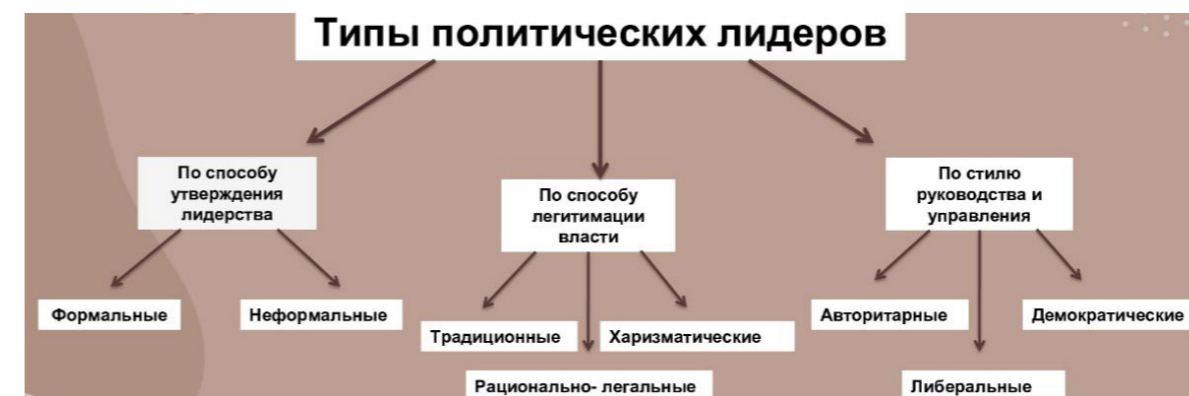 Типы политических лидеров
По способу
утверждения
лидерства
По способу
легитимации
власти
По стилю
руководства и
управления
Формальные
Неформальные
Традиционные
Харизматические
Рационально- легальные
Авторитарные
Демократические
Либеральные